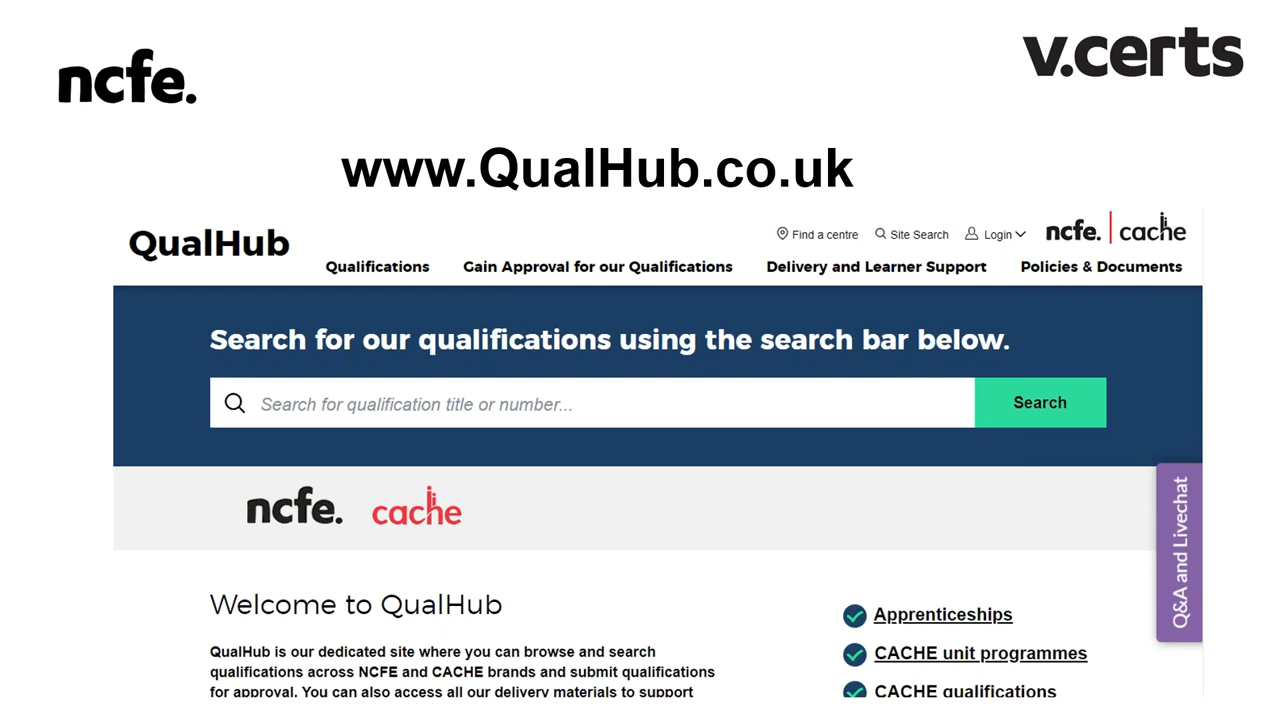 ncfe.
v.certs
www.QualHub.co.uk
QualHub
Find a centre
Site Search
Login
ncfe. cache
Qualifications
Gain Approval for our Qualifications
Delivery and Learner Support
Policies & Documents
Search for our qualifications using the search bar below.
Search for qualification title or number...
Search
ncfe. cache
Q&A and Livechat
Welcome to QualHub
QualHub is our dedicated site where you can browse and search
qualifications across NCFE and CACHE brands and submit qualifications
for approval. You can also access all our delivery materials to support
Apprenticeships
CACHE unit programmes
CACHE qualifications